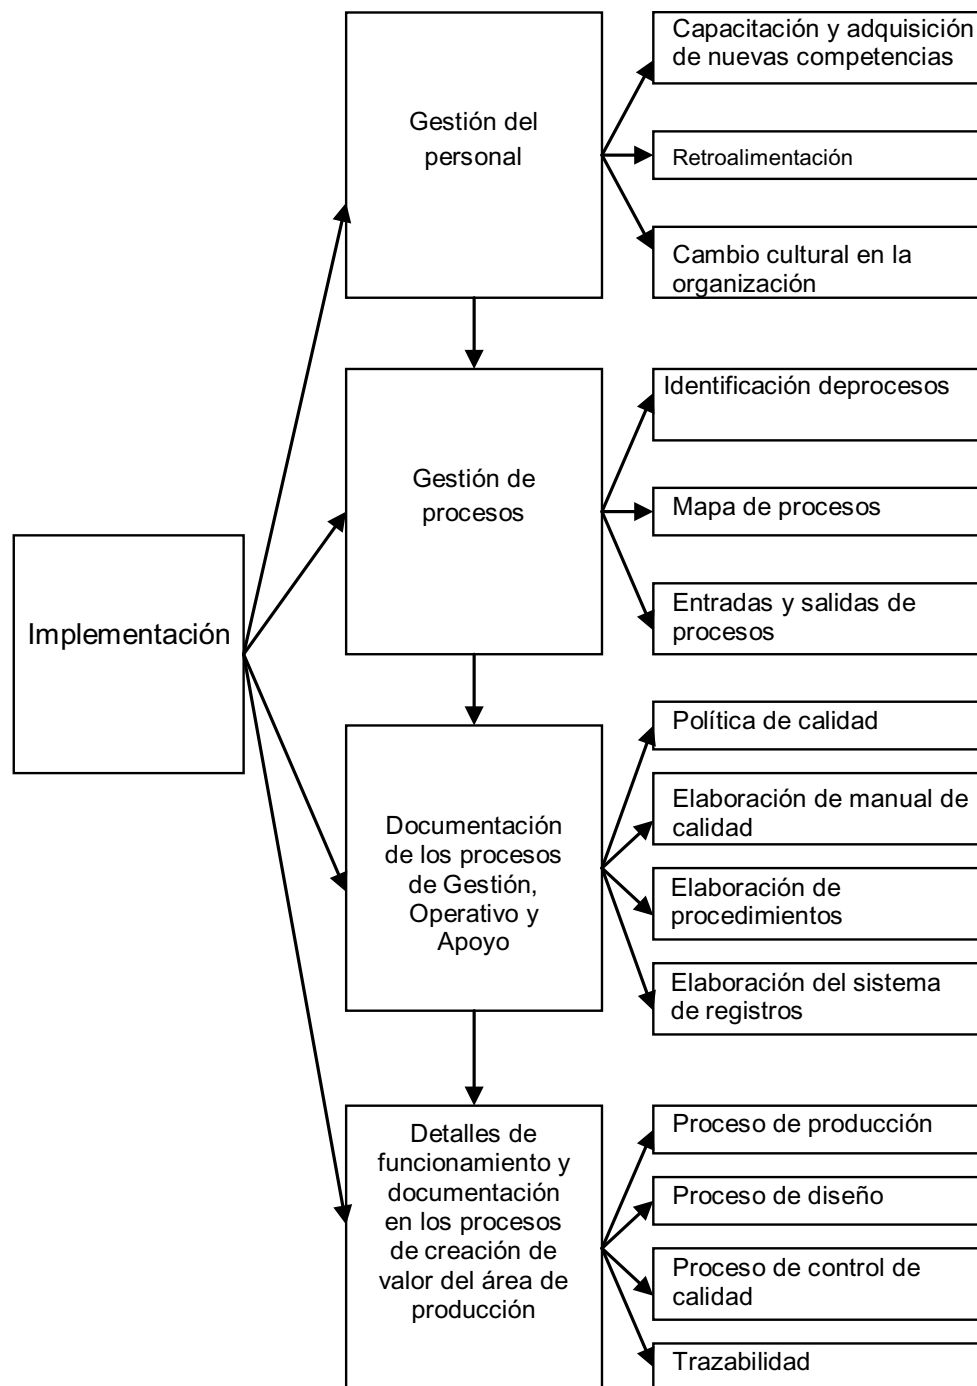 Capacitación y adquisición
de nuevas competencias
Gestión del
personal
Retroalimentación
Cambio cultural en la
organización
Identificación deprocesos
Gestión de
procesos
Mapa de procesos
Entradas y salidas de
procesos
Implementación
Política de calidad
Elaboración de manual de
calidad
Documentación
de los procesos
de Gestión,
Operativo y
Apoyo
Elaboración de
procedimientos
Elaboración del sistema
de registros
Detalles de
funcionamiento y
documentación
en los procesos
de creación de
valor del área de
producción
Proceso de producción
Proceso de diseño
Proceso de control de
calidad
Trazabilidad